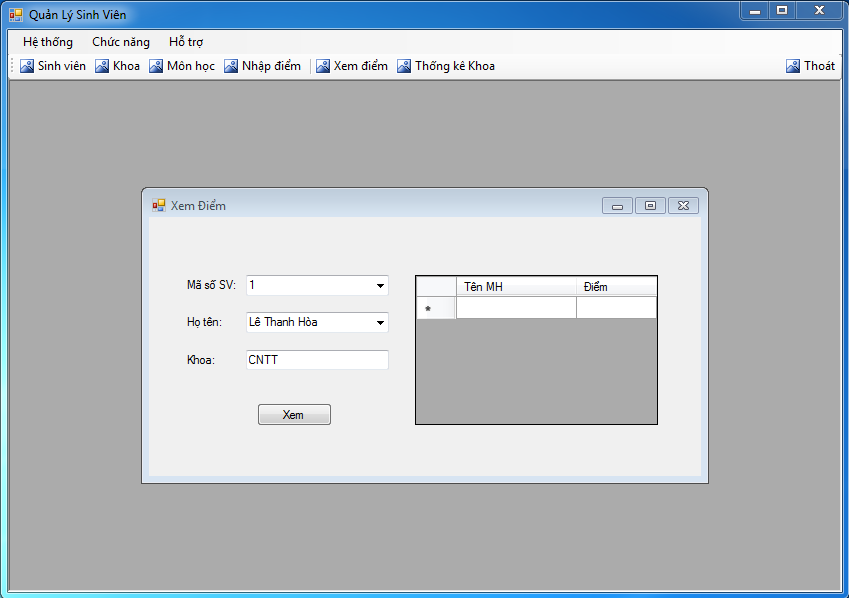 Quản Lý Sinh Viên
Hệ thống Chức năng Hỗ trợ
Sinh viên Khoa Môn học Nhập điểm Xem điểm Thống kê Khoa Thoát
Xem Điểm
Mã số SV: 1
Họ tên: Lê Thanh Hòa
Khoa: CNTT
Xem
Tên MH Điểm
*